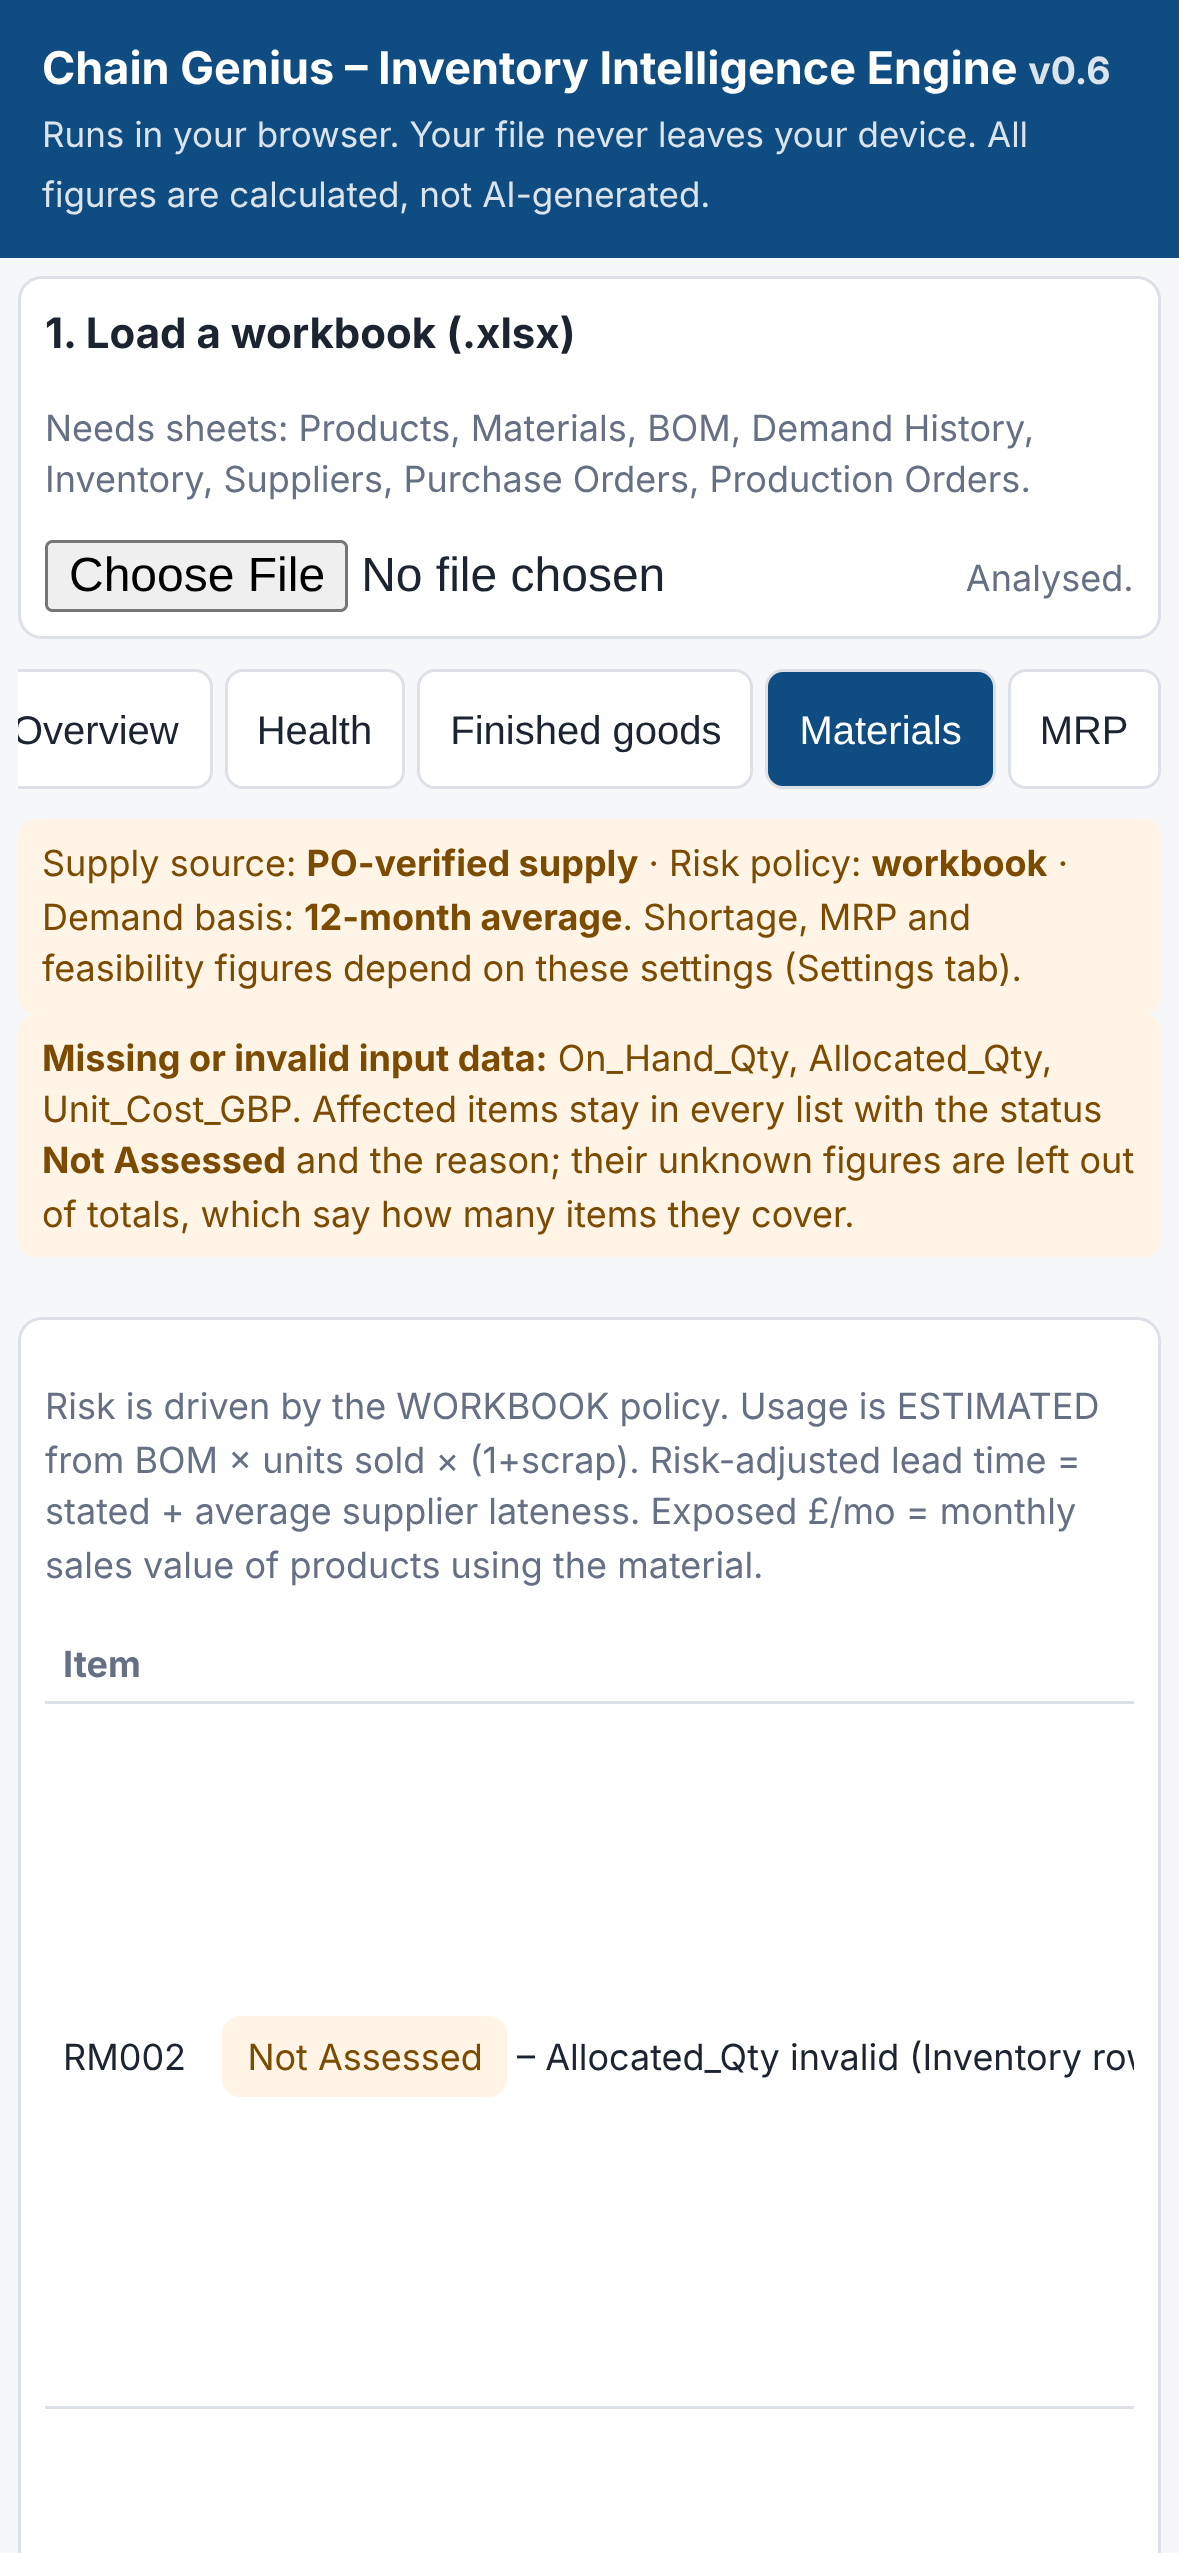 Chain Genius – Inventory Intelligence Engine v0.6
Runs in your browser. Your file never leaves your device. All
figures are calculated, not AI-generated.
1. Load a workbook (.xlsx)
Needs sheets: Products, Materials, BOM, Demand History,
Inventory, Suppliers, Purchase Orders, Production Orders.
Choose File No file chosen Analysed.
Overview Health Finished goods Materials MRP
Supply source: PO-verified supply · Risk policy: workbook ·
Demand basis: 12-month average. Shortage, MRP and
feasibility figures depend on these settings (Settings tab).
Missing or invalid input data: On_Hand_Qty, Allocated_Qty,
Unit_Cost_GBP. Affected items stay in every list with the status
Not Assessed and the reason; their unknown figures are left out
of totals, which say how many items they cover.
Risk is driven by the WORKBOOK policy. Usage is ESTIMATED
from BOM × units sold × (1+scrap). Risk-adjusted lead time =
stated + average supplier lateness. Exposed £/mo = monthly
sales value of products using the material.
Item
RM002 Not Assessed – Allocated_Qty invalid (Inventory